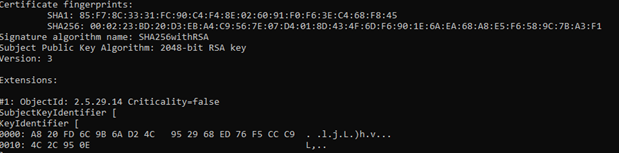 Certificate fingerprints:
SHA1: 85:F7:8C:33:31:FC:90:C4:F4:8E:02:60:91:F0:F6:3E:C4:68:F8:45
SHA256: 00:02:23:BD:20:D3:EB:A4:C9:56:7E:07:D4:01:8D:43:4F:6D:F6:90:1E:6A:EA:68:A8:E5:F6:58:9C:7B:A3:F1
Signature algorithm name: SHA256withRSA
Subject Public Key Algorithm: 2048-bit RSA key
Version: 3
Extensions:
#1: ObjectId: 2.5.29.14 Criticality=false
SubjectKeyIdentifier [
KeyIdentifier [
0000: A8 20 FD 6C 9B 6A D2 4C   95 29 68 ED 76 F5 CC C9  . .l.j.L.)h.v...
0010: 4C 2C 95 0E                                        L,..